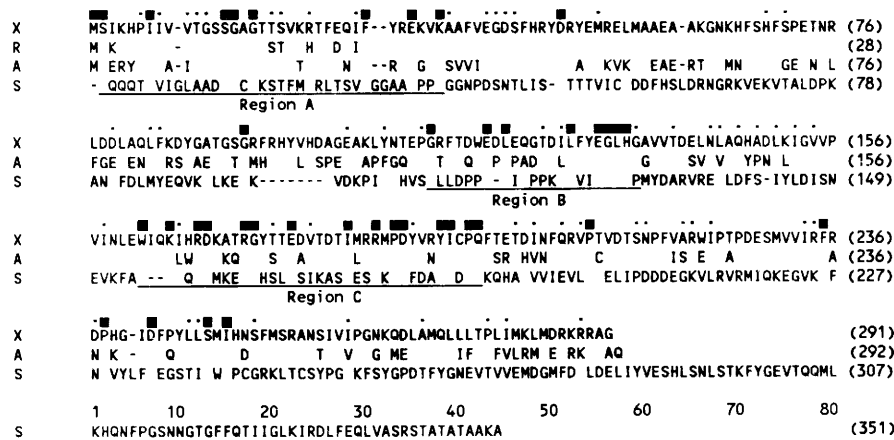 X MSIKHPIIV-VTGSSGAGTTSVKRTFEQIF--YREKVKAAFVEGDSFHRYDRYEMRELMAAEA-AKGNKHFSHFSPETNR (76)
R M K - ST H D I (28)
A M ERY A-I T N --R G SVVI A KVK EAE-RT MN GE N L (76)
S - QQQT VIGLAAD C KSTFM RLTSV GGAA PP GGNPDSNTLIS- TTTVIC DDFHSLDRNGRKVEKVTALDPK (78)
Region A
X LDDLAQLFKDYGATGSGRFRHYVHDAGEAKLYNTEPGRFTDWEDLEQGTDILFYEGLHGAVVTDELNLAQHADLKIGVVP (156)
A FGE EN RS AE T MH L SPE APFGQ T Q P PAD L G SV V YPN L (156)
S AN FDLMYEQVK LKE K------- VDKPI HVS LLDPP - I PPK VI PMYDARVRE LDFS-IYLDISN (149)
Region B
X VINLEWIQKIHRDKATRGYTTEDVTDTIMRRMPDYVRYICPQFTETDINFQRVPTVDTSNPFVARWIPTPDESMVVIRFR (236)
A LW KQ S A L N SR HVN C IS E A A (236)
S EVKFA-- Q MKE HSL SIKAS ES K FDA D KQHA VVIEVL ELIPDDDEGKVLRVRMIQKEGVK F (227)
Region C
X DPHG-IDFPYLLSMIHNSFMSRANSIVIPGNKQDLAMQLLLTPLIMKLMDRKRRAG (291)
A N K - Q D T V G ME IF FVLRM E RK AQ (292)
S N VYLF EGSTI W PCGRKLTCSYPG KFSYGPDTFYGNEVTVVEMDGMFD LDELIYVESHLSNLSTKFYGEVTQQML (307)
1 10 20 30 40 50 60 70 80
S KHQNFPGSNNGTGFFQTIIGLKIRDLFEQLVASRSTATATAAKA (351)